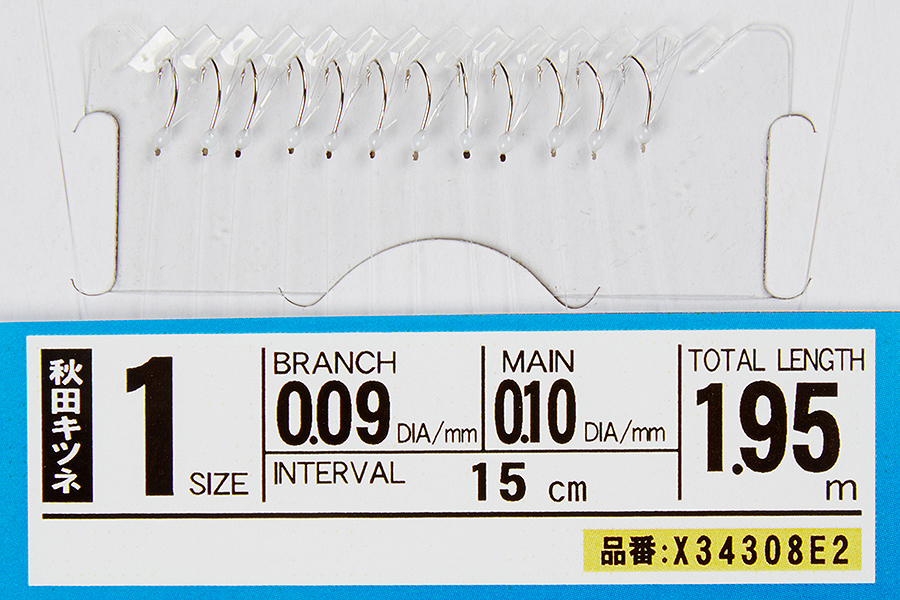 秋田キツネ
1 SIZE
BRANCH
0.09 DIA/mm
MAIN
0.10 DIA/mm
INTERVAL 15 cm
TOTAL LENGTH
1.95 m
品番:X34308E2